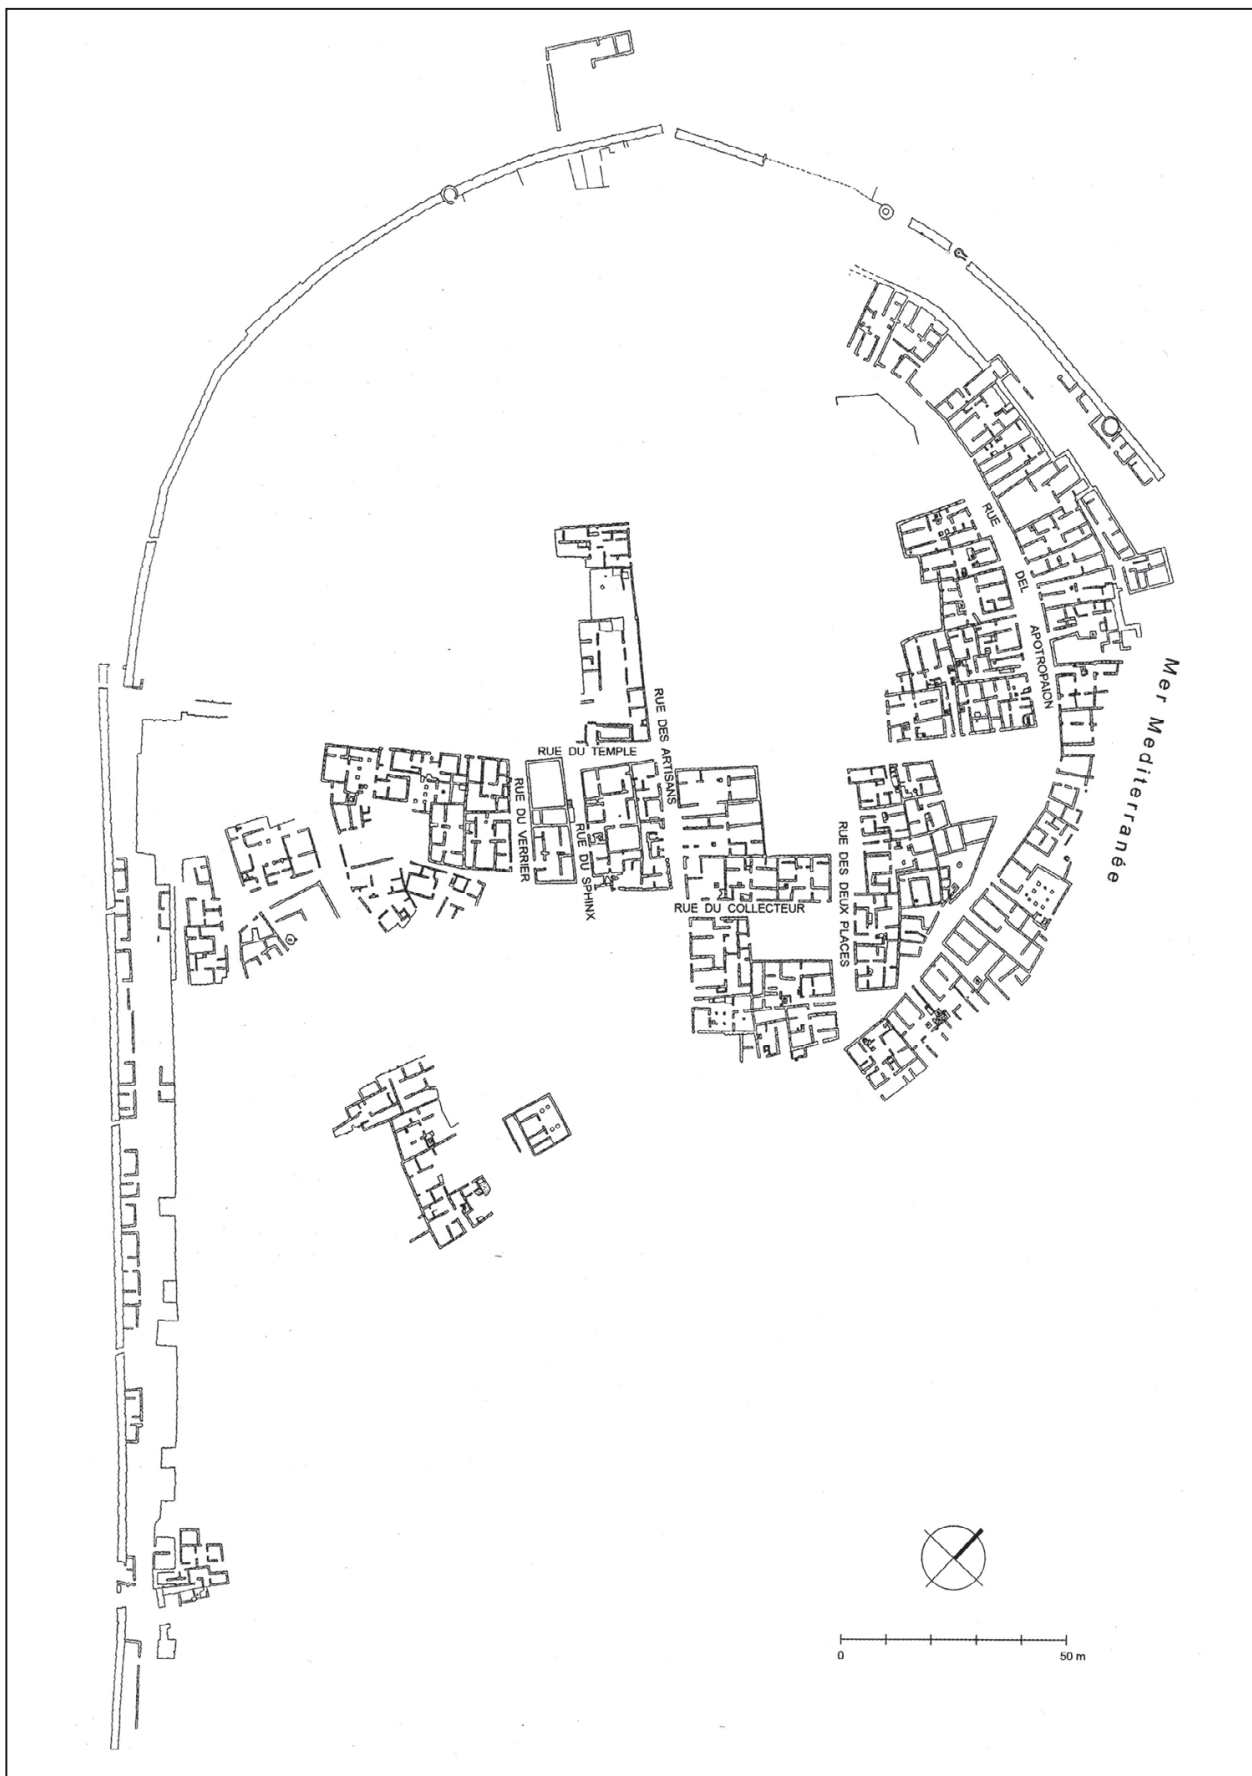 RUE
DEL
APOTROPAION
Mer Mediterranée
RUE DES ARTISANS
RUE DU TEMPLE
RUE DU VERRIER
RUE DU SPHINX
RUE DES DEUX PLACES
RUE DU COLLECTEUR
0 50 m